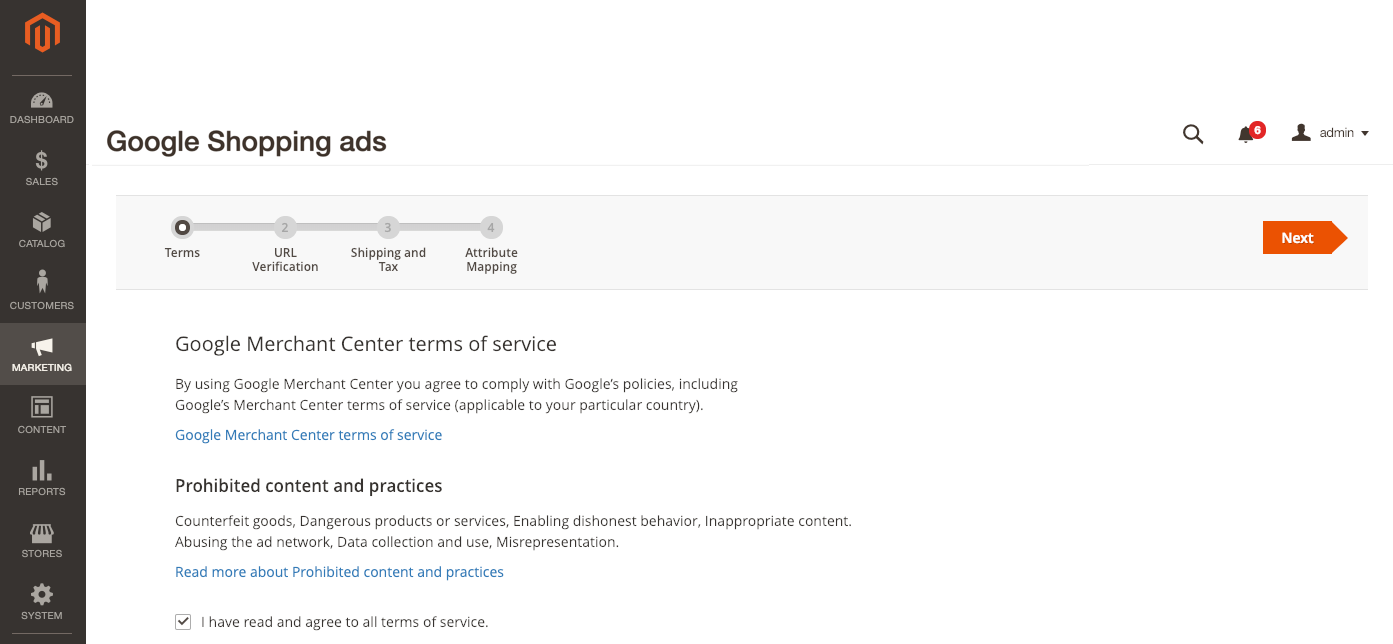 DASHBOARD
SALES
CATALOG
CUSTOMERS
MARKETING
CONTENT
REPORTS
STORES
SYSTEM
Google Shopping ads
6
admin
2
3
4
Terms
URL
Verification
Shipping and
Tax
Attribute
Mapping
Next
Google Merchant Center terms of service
By using Google Merchant Center you agree to comply with Google’s policies, including
Google’s Merchant Center terms of service (applicable to your particular country).
Google Merchant Center terms of service
Prohibited content and practices
Counterfeit goods, Dangerous products or services, Enabling dishonest behavior, Inappropriate content.
Abusing the ad network, Data collection and use, Misrepresentation.
Read more about Prohibited content and practices
I have read and agree to all terms of service.